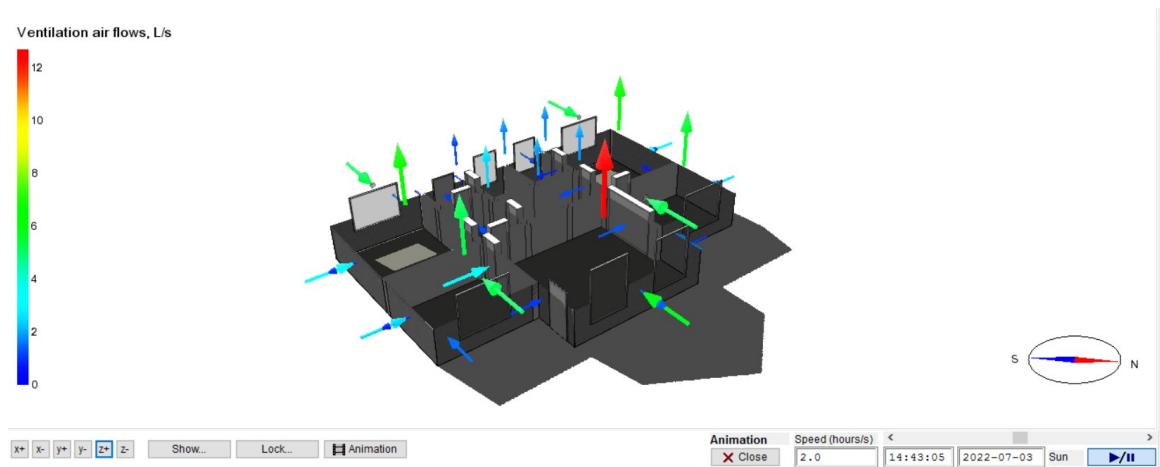 Ventilation air flows, L/s
12
10
8
6
4
2
0
S
N
x+ x- y+ y- z+ z- Show... Lock... Animation
Animation Speed (hours/s) < >
Close 2.0 14:43:05 2022-07-03 Sun